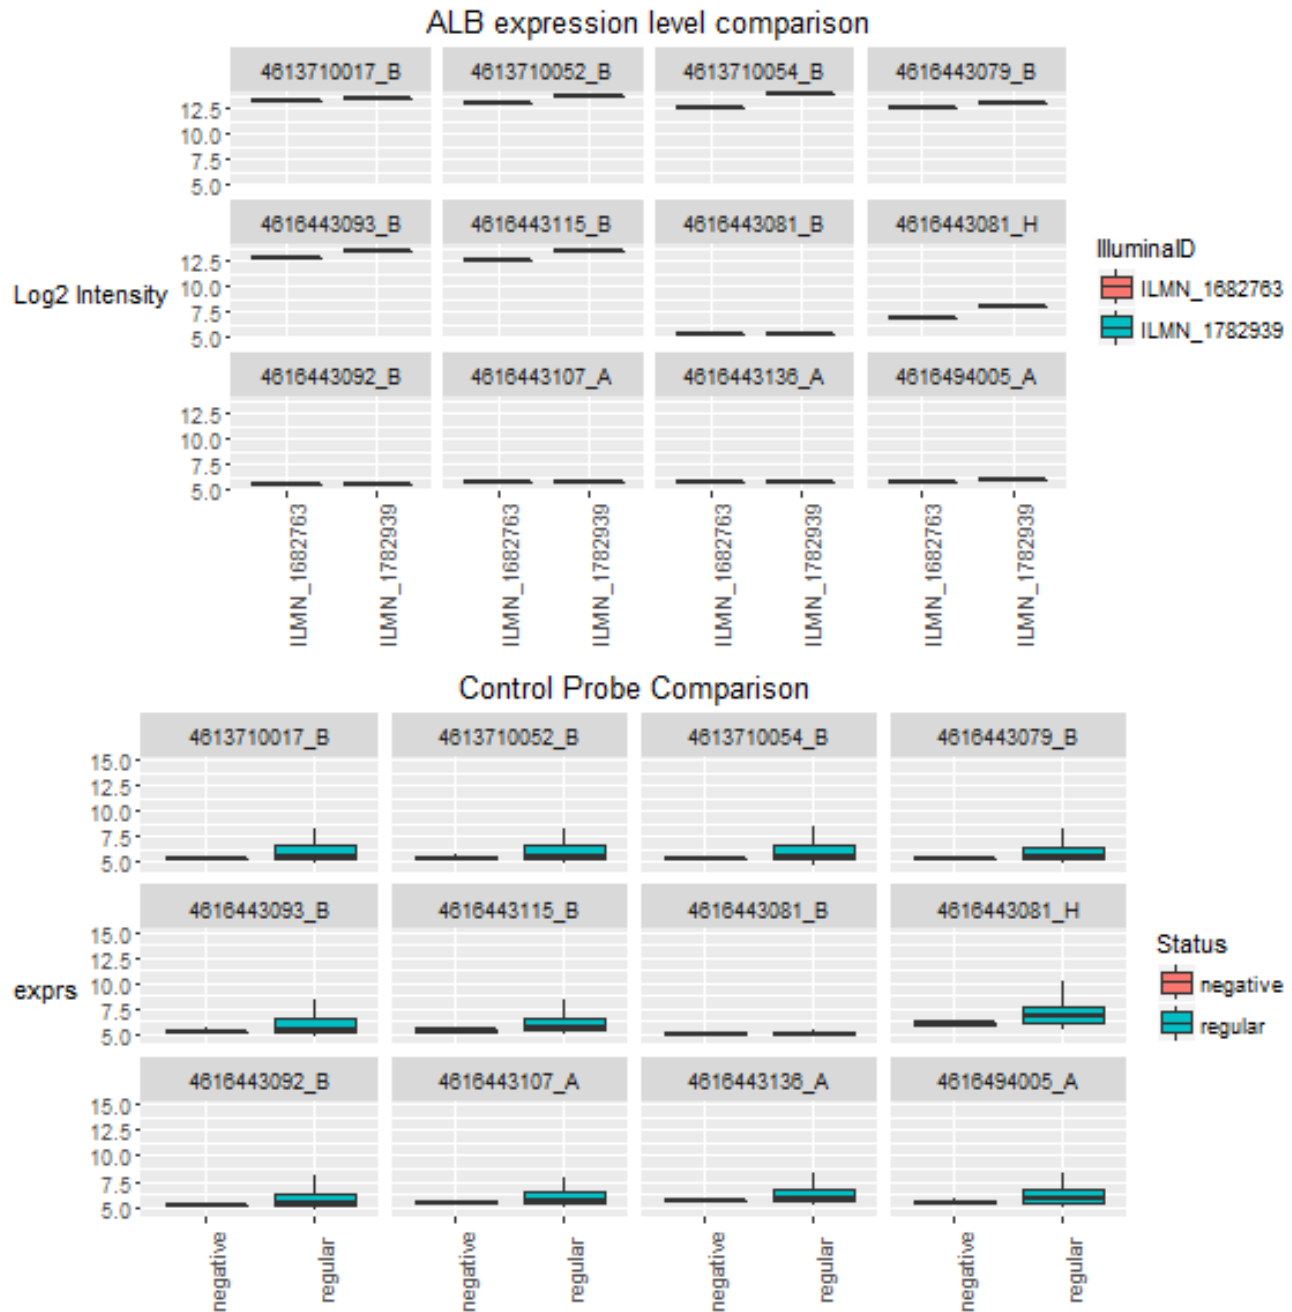 ALB expression level comparison
4613710017_B 4613710052_B 4613710054_B 4616443079_B
12.5
10.0
7.5
5.0
4616443093_B 4616443115_B 4616443081_B 4616443081_H
12.5
10.0
7.5
5.0
Log2 Intensity
IlluminaID
ILMN_1682763
ILMN_1782939
4616443092_B 4616443107_A 4616443136_A 4616494005_A
12.5
10.0
7.5
5.0
ILMN_1682763 ILMN_1782939 ILMN_1682763 ILMN_1782939 ILMN_1682763 ILMN_1782939 ILMN_1682763 ILMN_1782939
Control Probe Comparison
4613710017_B 4613710052_B 4613710054_B 4616443079_B
15.0
12.5
10.0
7.5
5.0
4616443093_B 4616443115_B 4616443081_B 4616443081_H
15.0
12.5
10.0
7.5
5.0
exprs
Status
negative
regular
4616443092_B 4616443107_A 4616443136_A 4616494005_A
15.0
12.5
10.0
7.5
5.0
negative regular negative regular negative regular negative regular